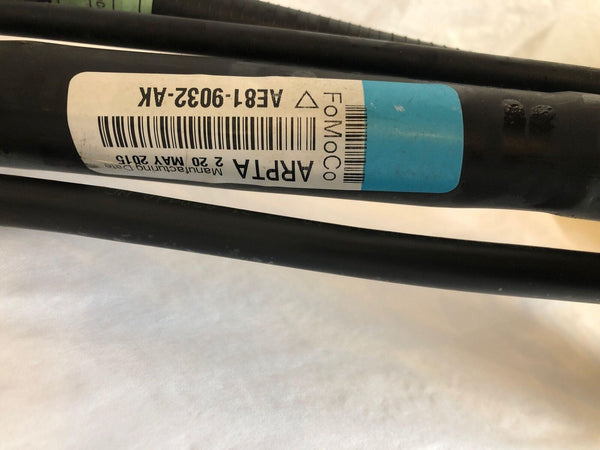 FoMoCo
ARPTA
Manufacturing Date
2 20 MAY 2015
AE81-9032-AK